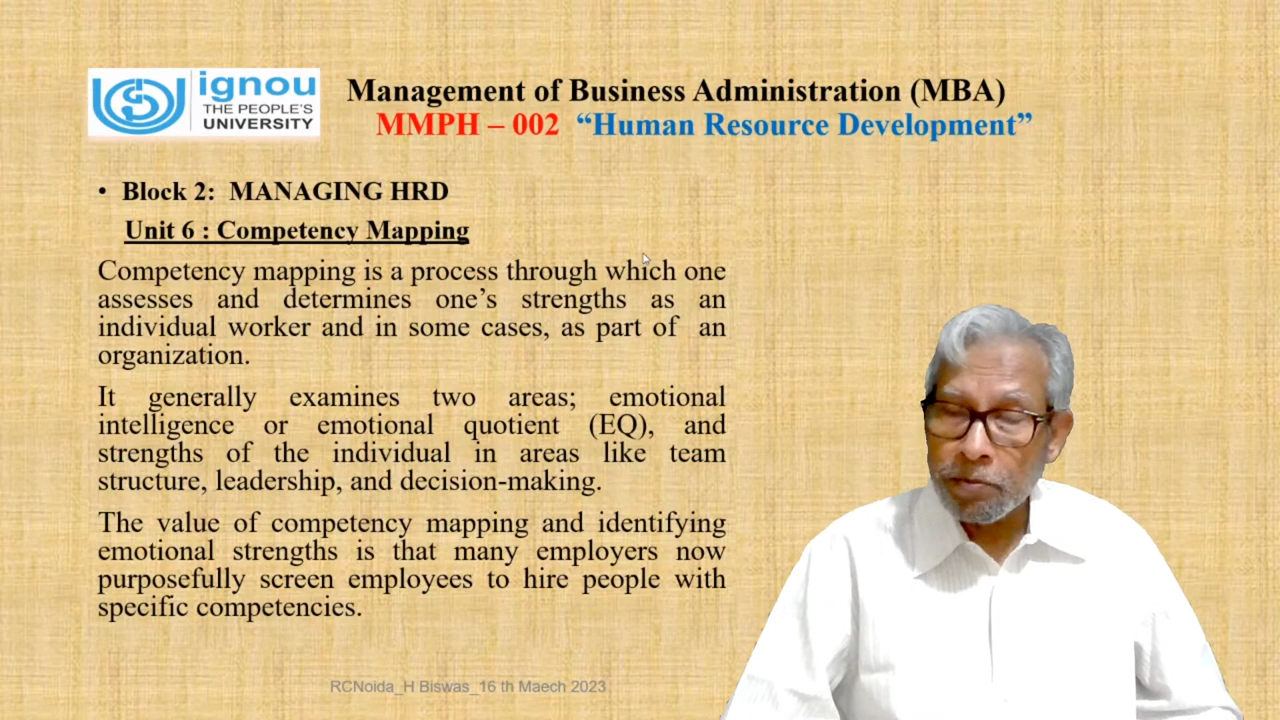 ignou
THE PEOPLE'S
UNIVERSITY
Management of Business Administration (MBA)
MMPH – 002 “Human Resource Development”
• Block 2: MANAGING HRD
Unit 6 : Competency Mapping
Competency mapping is a process through which one
assesses and determines one’s strengths as an
individual worker and in some cases, as part of an
organization.
It generally examines two areas; emotional
intelligence or emotional quotient (EQ), and
strengths of the individual in areas like team
structure, leadership, and decision-making.
The value of competency mapping and identifying
emotional strengths is that many employers now
purposefully screen employees to hire people with
specific competencies.
RCNoida_H Biswas_16 th Maech 2023